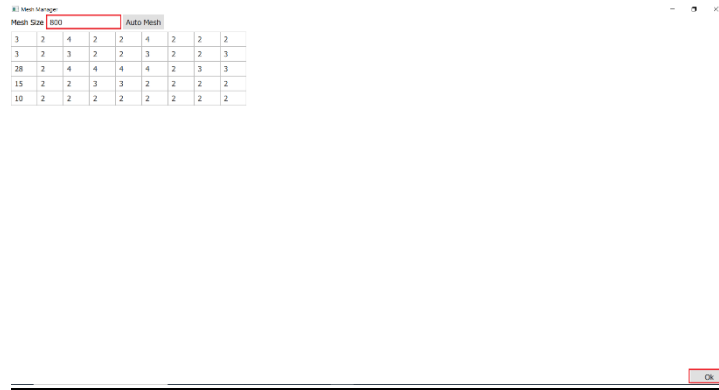 Mesh Manager
Mesh Size 800 Auto Mesh
3 2 4 2 2 4 2 2 2
3 2 3 2 2 3 2 2 3
28 2 4 4 4 4 2 3 3
15 2 2 3 3 2 2 2 2
10 2 2 2 2 2 2 2 2
Ok